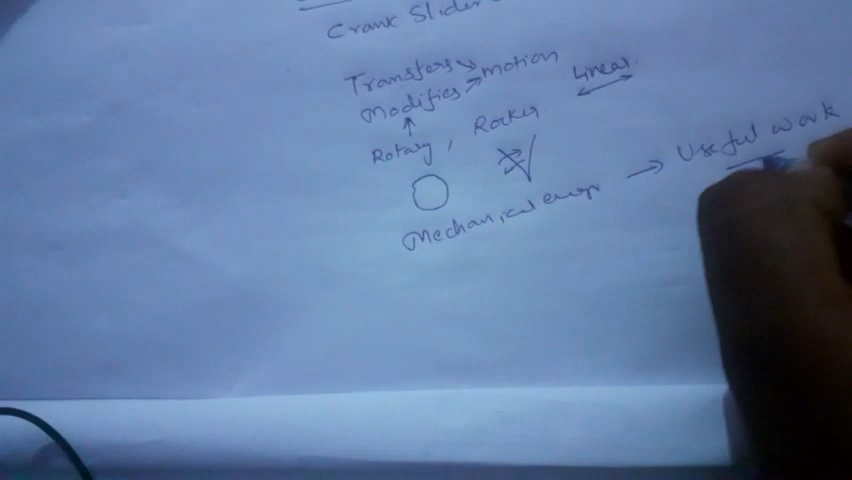 Crank Slider
Transfers
Modifies motion
Rotary, Rocker Linear
Mechanical energy → Useful work